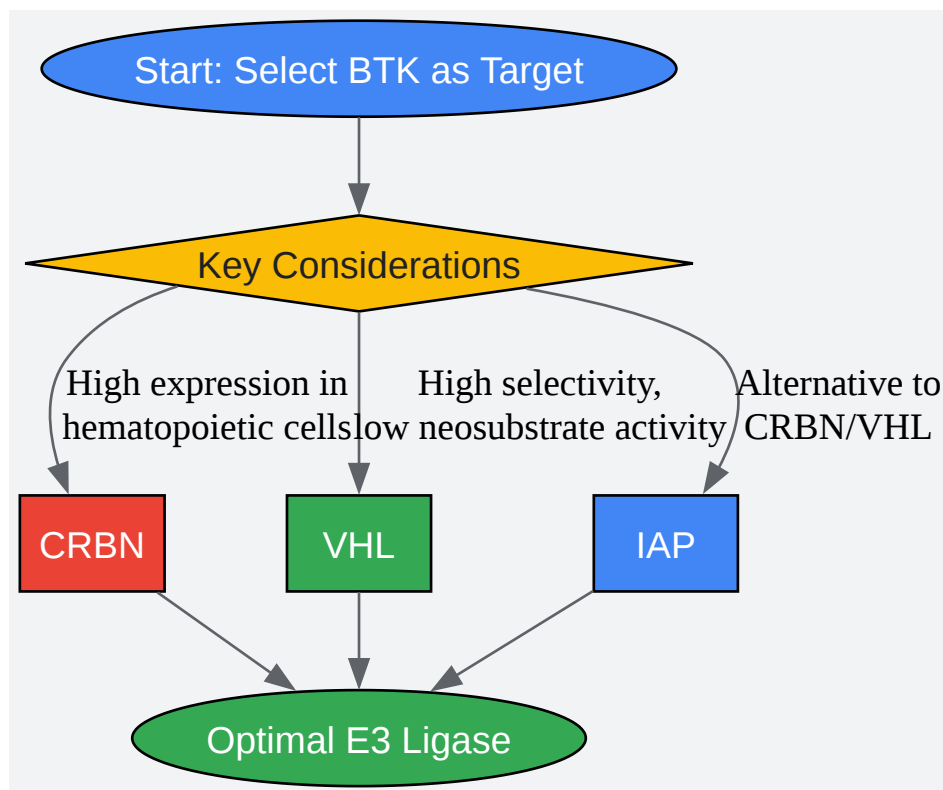 Start: Select BTK as Target
Key Considerations
High expression in
hematopoietic cells
High selectivity,
low neosubstrate activity
Alternative to
CRBN/VHL
CRBN
VHL
IAP
Optimal E3 Ligase